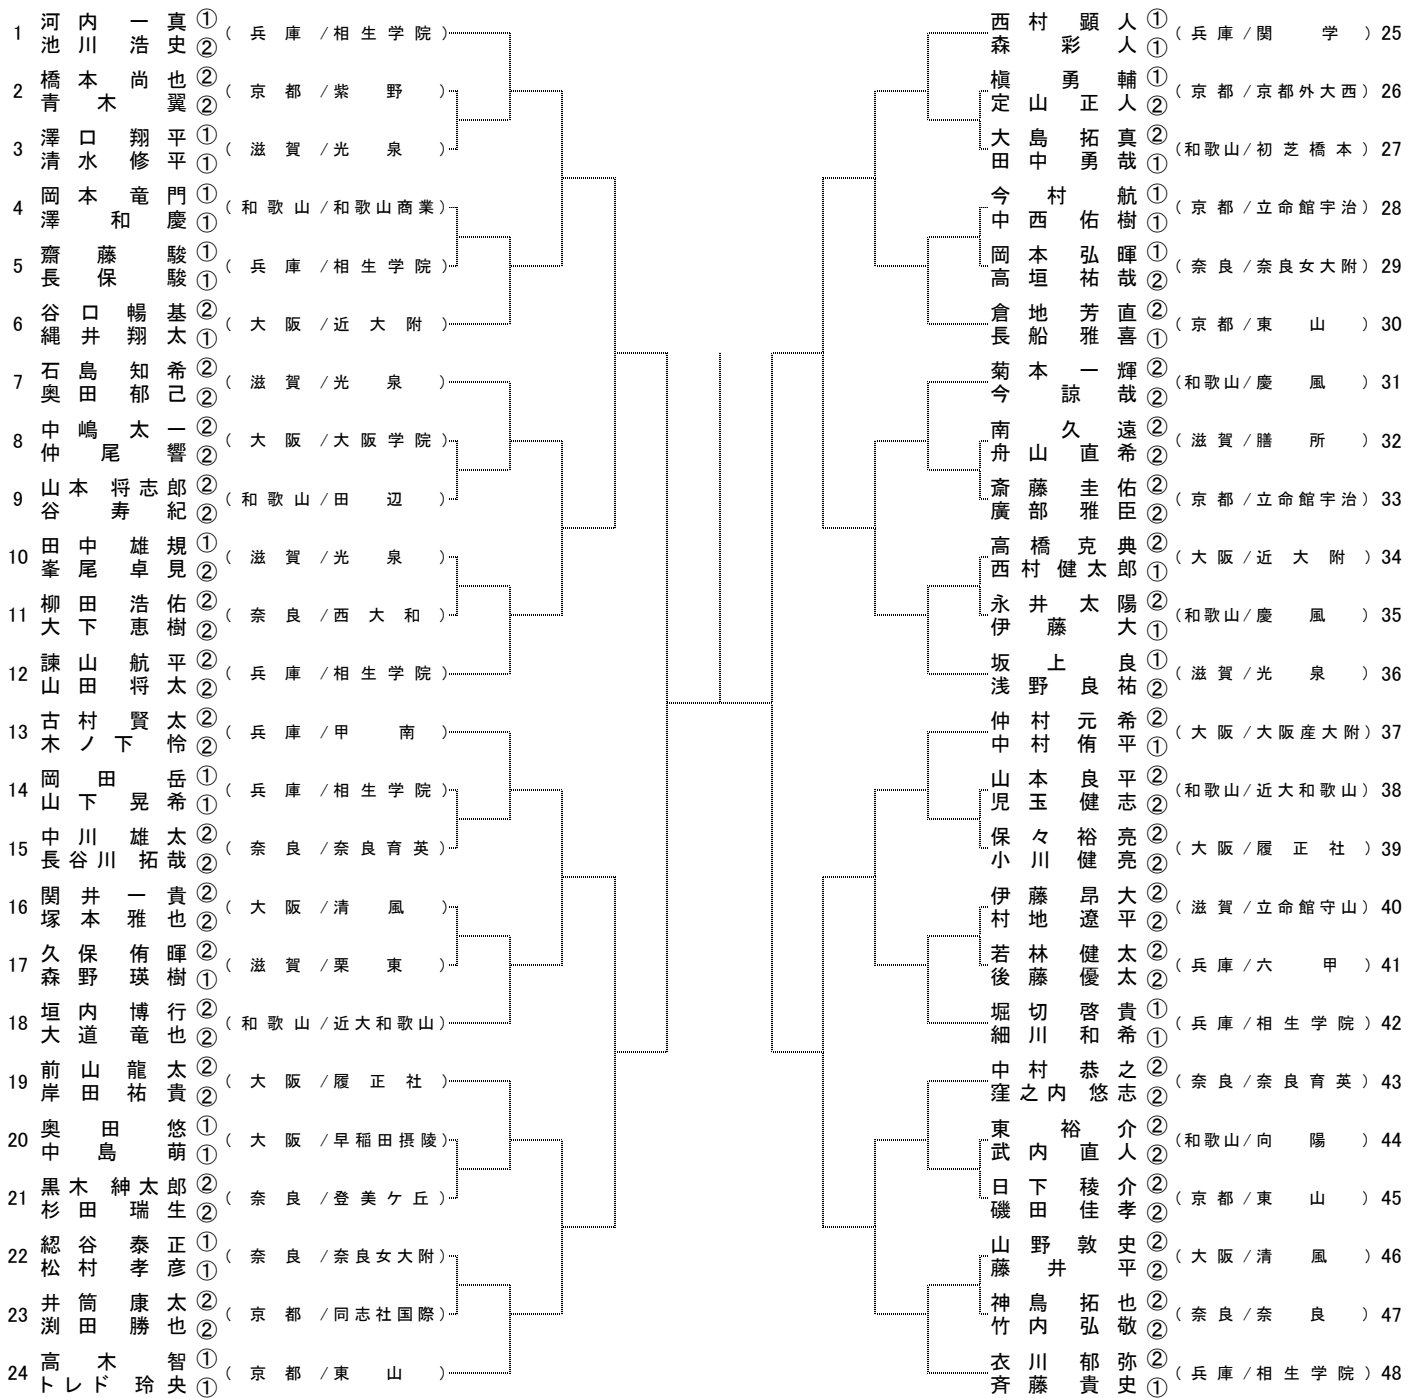 1 河内一真① (兵庫/相生学院)
池川浩史②
2 橋本尚也② (京都/紫野)
青木翼②
3 澤口翔平① (滋賀/光泉)
清水修平①
4 岡本竜門① (和歌山/和歌山商業)
澤和慶①
5 齋藤駿① (兵庫/相生学院)
長保駿①
6 谷口暢基② (大阪/近大附)
縄井翔太①
7 石島知希② (滋賀/光泉)
奥田郁己②
8 中嶋太一② (大阪/大阪学院)
仲尾響②
9 山本将志郎② (和歌山/田辺)
谷寿紀②
10 田中雄規① (滋賀/光泉)
峯尾卓見②
11 柳田浩佑② (奈良/西大和)
大下恵樹②
12 諫山航平② (兵庫/相生学院)
山田将太②
13 古村賢太② (兵庫/甲南)
木ノ下怜②
14 岡田岳① (兵庫/相生学院)
山下晃希①
15 中川雄太② (奈良/奈良育英)
長谷川拓哉②
16 関井一貴② (大阪/清風)
塚本雅也②
17 久保侑暉② (滋賀/栗東)
森野瑛樹①
18 垣内博行② (和歌山/近大和歌山)
大道竜也②
19 前山龍太② (大阪/履正社)
岸田祐貴②
20 奥田悠① (大阪/早稲田摂陵)
中島萌①
21 黒木紳太郎② (奈良/登美ケ丘)
杉田瑞生②
22 総谷泰正① (奈良/奈良女大附)
松村孝彦①
23 井筒康太② (京都/同志社国際)
渕田勝也②
24 高木智① (京都/東山)
トレド玲央①
西村顕人① (兵庫/関学) 25
森彩人①
槇勇輔① (京都/京都外大西) 26
定山正人②
大島拓真② (和歌山/初芝橋本) 27
田中勇哉①
今村航① (京都/立命館宇治) 28
中西佑樹①
岡本弘暉① (奈良/奈良女大附) 29
高垣祐哉②
倉地芳直② (京都/東山) 30
長船雅喜①
菊本一輝② (和歌山/慶風) 31
今諒哉②
南久遠② (滋賀/膳所) 32
舟山直希②
斎藤圭佑② (京都/立命館宇治) 33
廣部雅臣②
高橋克典② (大阪/近大附) 34
西村健太郎①
永井太陽② (和歌山/慶風) 35
伊藤大①
坂上良① (滋賀/光泉) 36
浅野良祐②
仲村元希② (大阪/大阪産大附) 37
中村侑平①
山本良平② (和歌山/近大和歌山) 38
児玉健志②
保々裕亮② (大阪/履正社) 39
小川健亮②
伊藤昂大② (滋賀/立命館守山) 40
村地遼平②
若林健太② (兵庫/六甲) 41
後藤優太②
堀切啓貴① (兵庫/相生学院) 42
細川和希①
中村恭之② (奈良/奈良育英) 43
窪之内悠志②
東裕介② (和歌山/向陽) 44
武内直人②
日下稜介② (京都/東山) 45
磯田佳孝②
山野敦史② (大阪/清風) 46
藤井平②
神鳥拓也② (奈良/奈良) 47
竹内弘敬②
衣川郁弥② (兵庫/相生学院) 48
斉藤貴史①